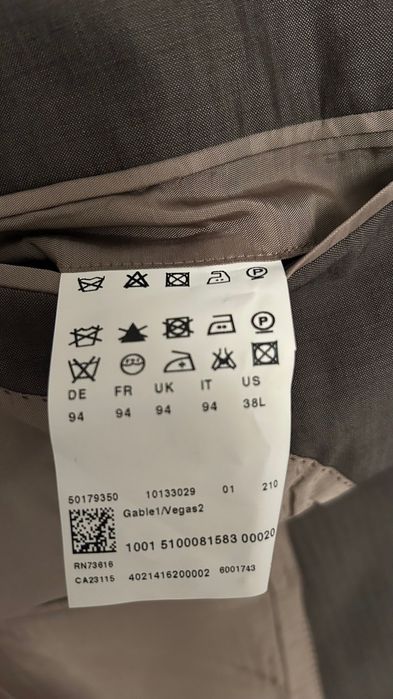 P
P
DE FR UK IT US
94 94 94 94 38L
50179350 10133029 01 210
Gable1/Vegas2
1001 5100081583 00020
RN73616
CA23115 4021416200002 6001743